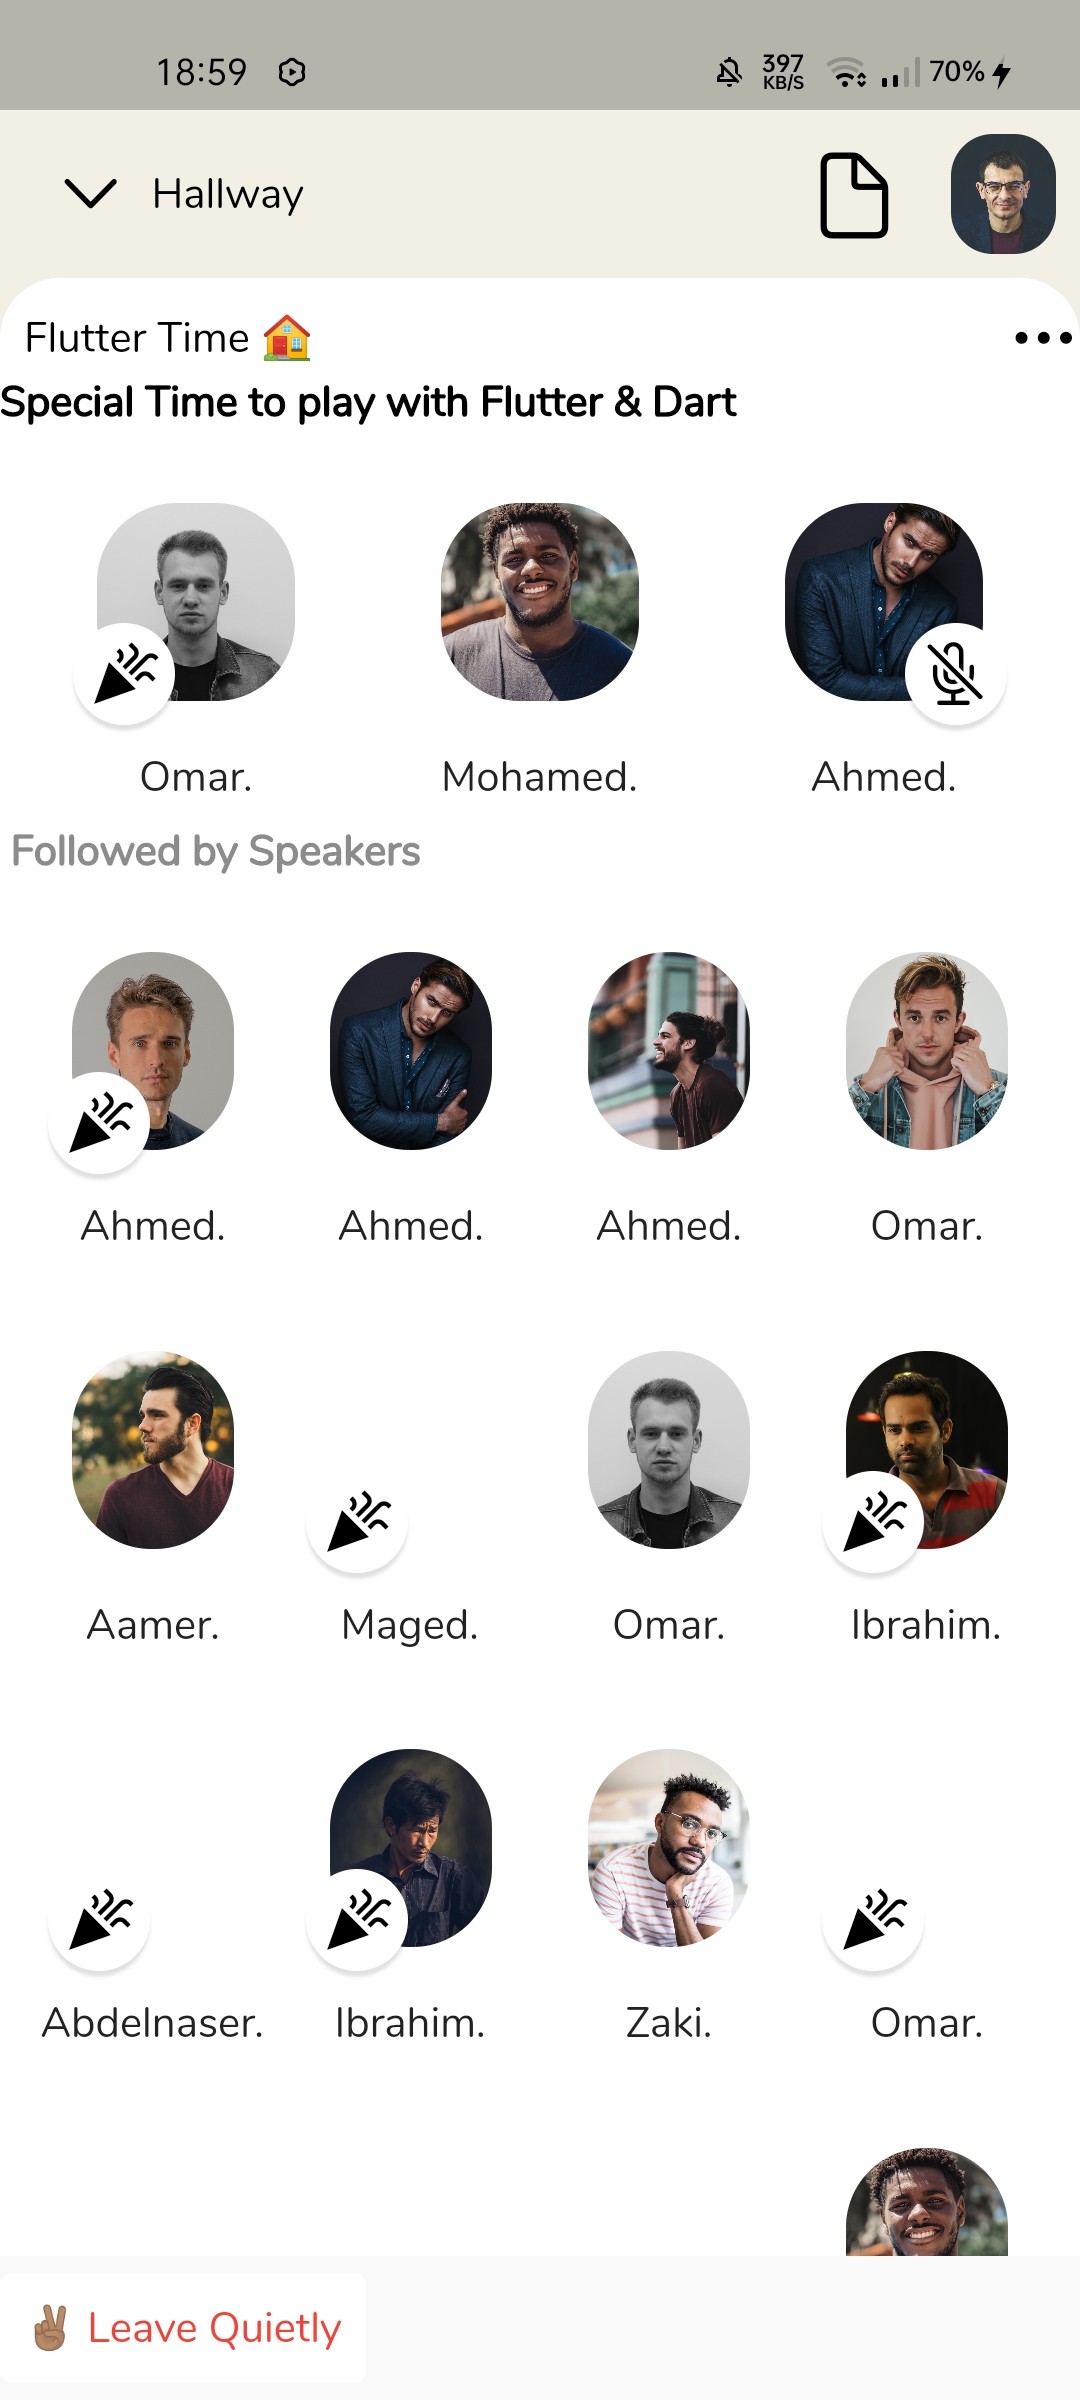 18:59
397
KB/S
70%
Hallway
Flutter Time 🏠
Special Time to play with Flutter & Dart
Omar.
Mohamed.
Ahmed.
Followed by Speakers
Ahmed.
Ahmed.
Ahmed.
Omar.
Aamer.
Maged.
Omar.
Ibrahim.
Abdelnaser.
Ibrahim.
Zaki.
Omar.
✌🏽 Leave Quietly